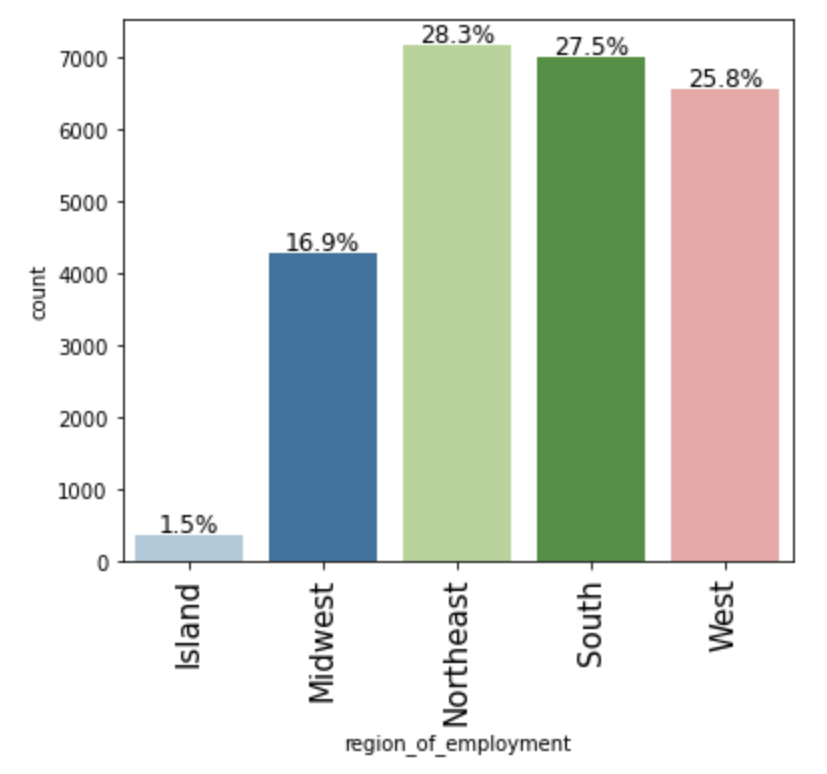 28.3%
27.5%
25.8%
16.9%
1.5%
7000
6000
5000
4000
3000
2000
1000
0
count
Island
Midwest
Northeast
South
West
region_of_employment